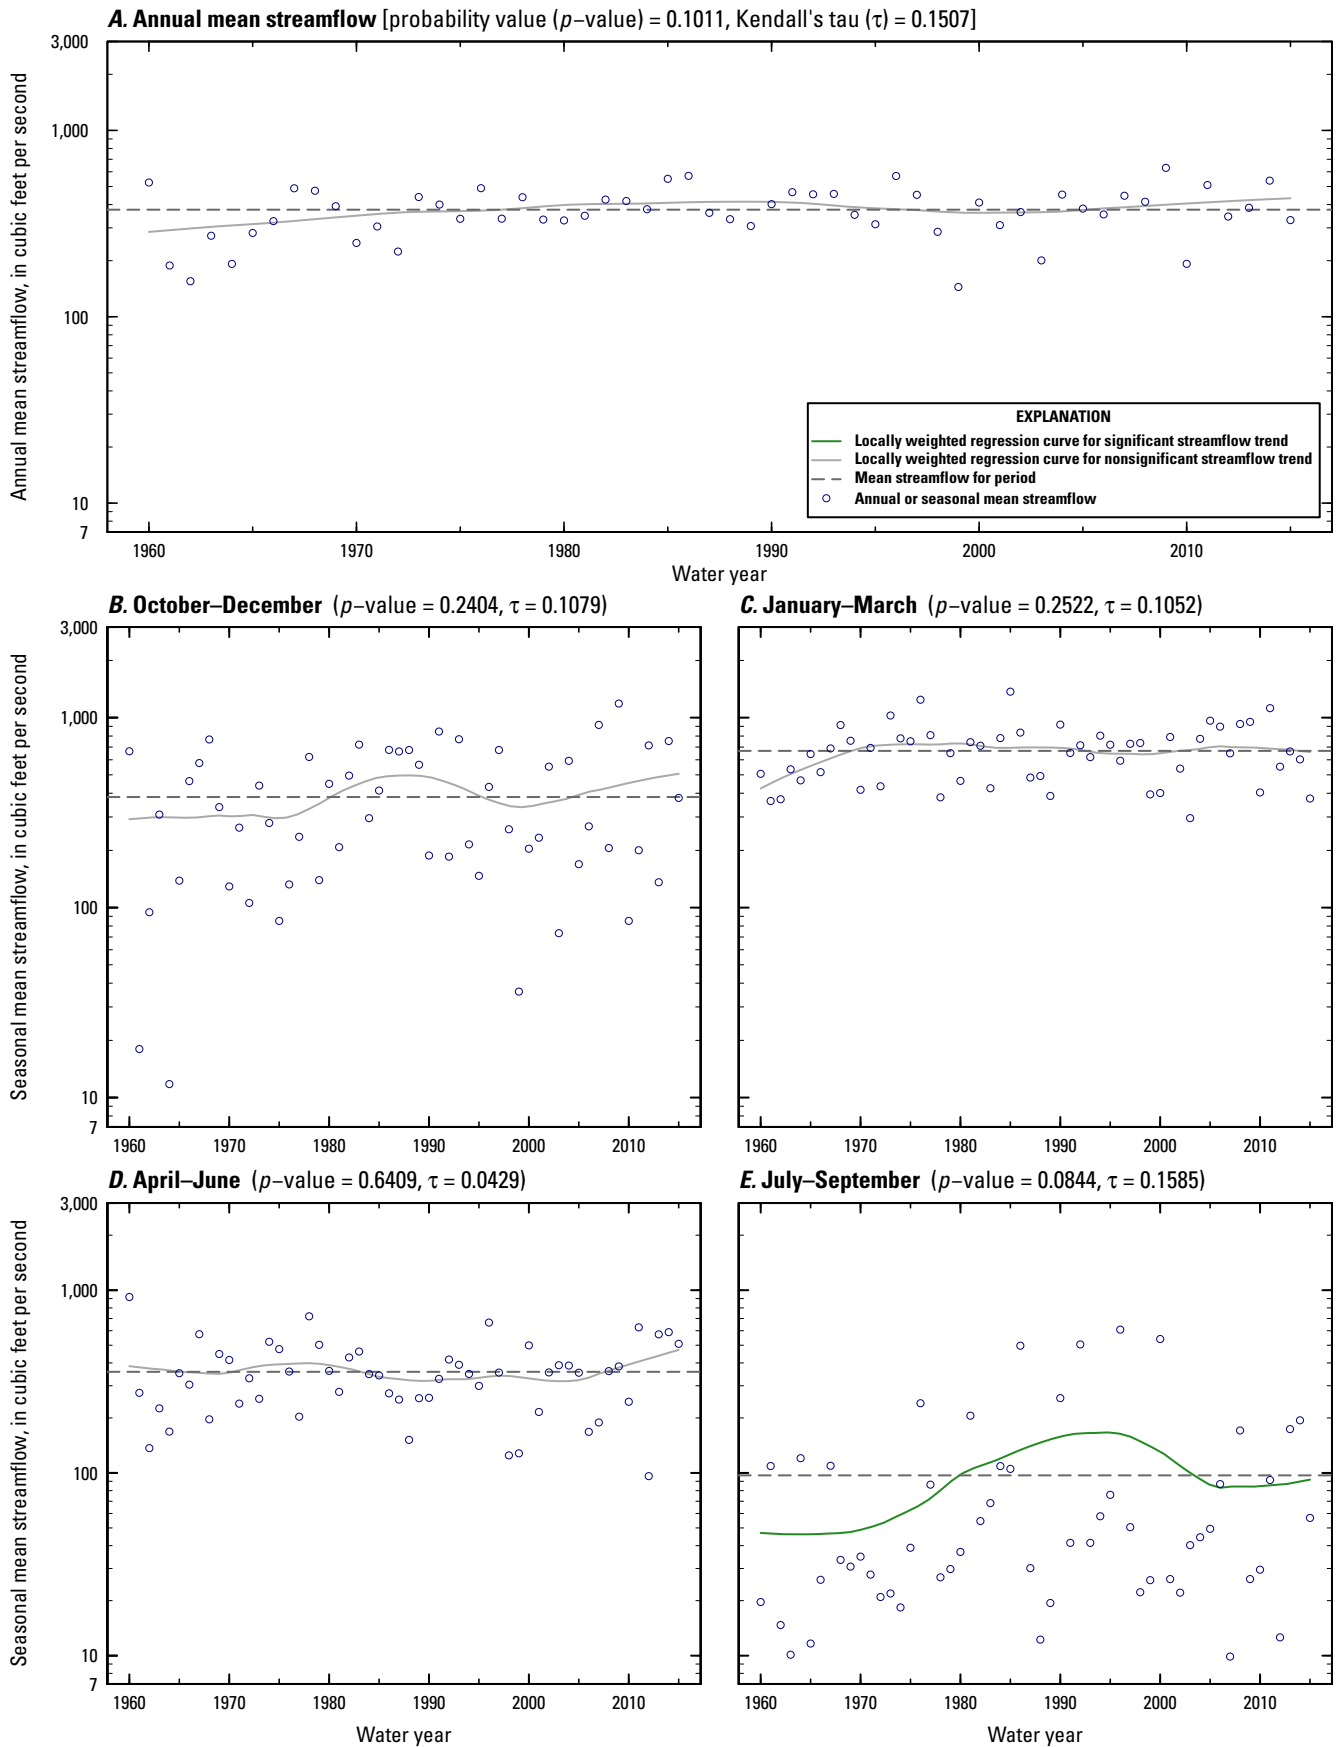 A. Annual mean streamflow [probability value (p–value) = 0.1011, Kendall's tau (τ) = 0.1507]
Annual mean streamflow, in cubic feet per second
3,000
1,000
100
10
7
EXPLANATION
Locally weighted regression curve for significant streamflow trend
Locally weighted regression curve for nonsignificant streamflow trend
Mean streamflow for period
Annual or seasonal mean streamflow
1960 1970 1980 1990 2000 2010
Water year
B. October–December (p–value = 0.2404, τ = 0.1079)
Seasonal mean streamflow, in cubic feet per second
3,000
1,000
100
10
7
1960 1970 1980 1990 2000 2010
C. January–March (p–value = 0.2522, τ = 0.1052)
1960 1970 1980 1990 2000 2010
D. April–June (p–value = 0.6409, τ = 0.0429)
Seasonal mean streamflow, in cubic feet per second
3,000
1,000
100
10
7
1960 1970 1980 1990 2000 2010
Water year
E. July–September (p–value = 0.0844, τ = 0.1585)
1960 1970 1980 1990 2000 2010
Water year